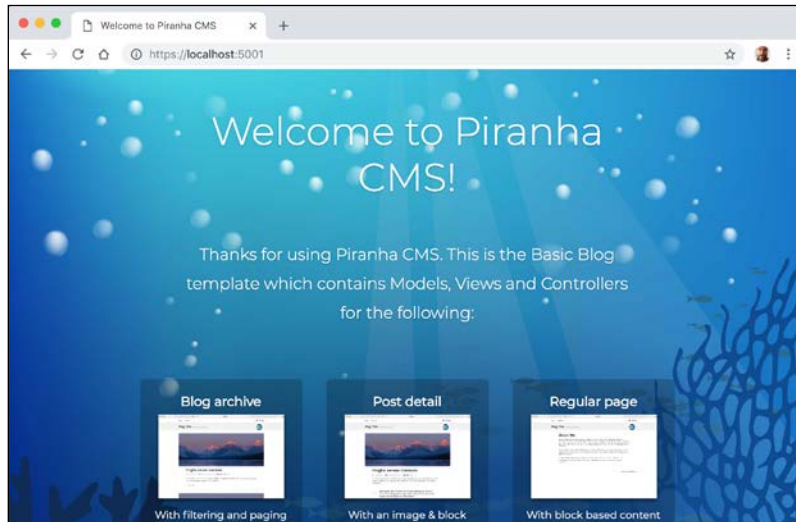 Welcome to Piranha CMS
https://localhost:5001
Welcome to Piranha
CMS!
Thanks for using Piranha CMS. This is the Basic Blog
template which contains Models, Views and Controllers
for the following:
Blog archive
Post detail
Regular page
With filtering and paging
With an image & block
With block based content